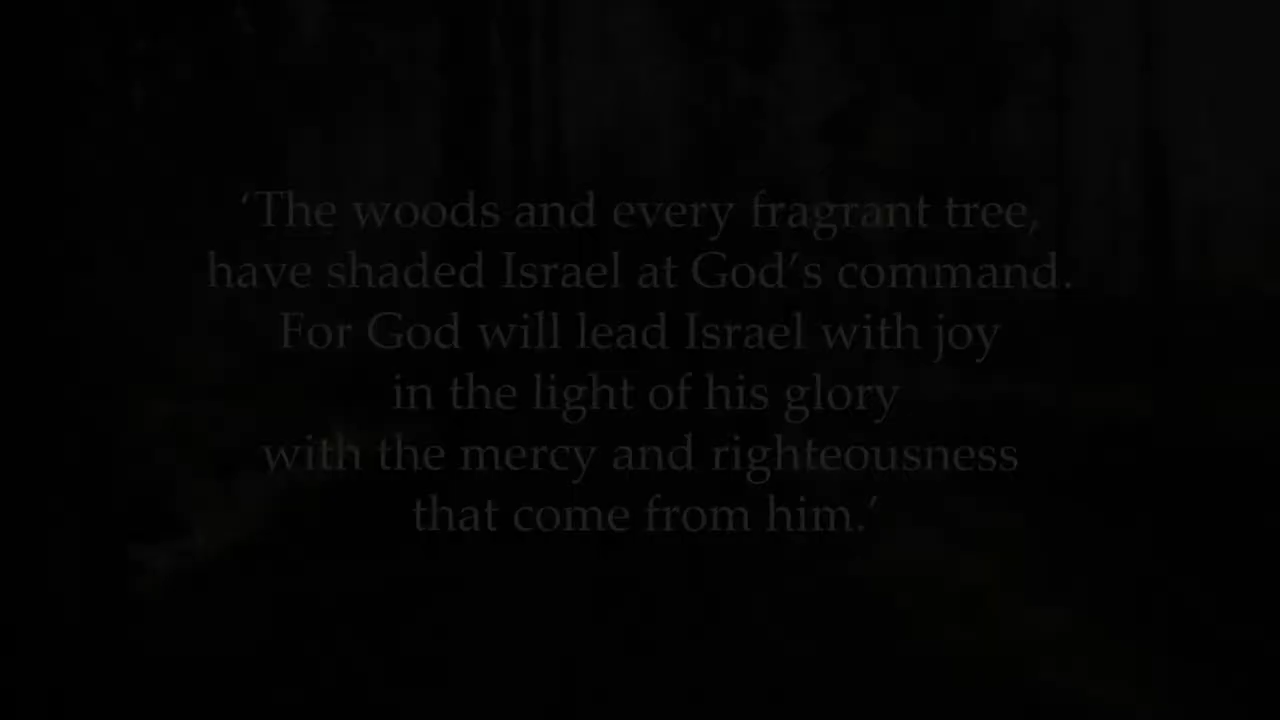 ‘The woods and every fragrant tree,
have shaded Israel at God’s command.
For God will lead Israel with joy
in the light of his glory
with the mercy and righteousness
that come from him.’